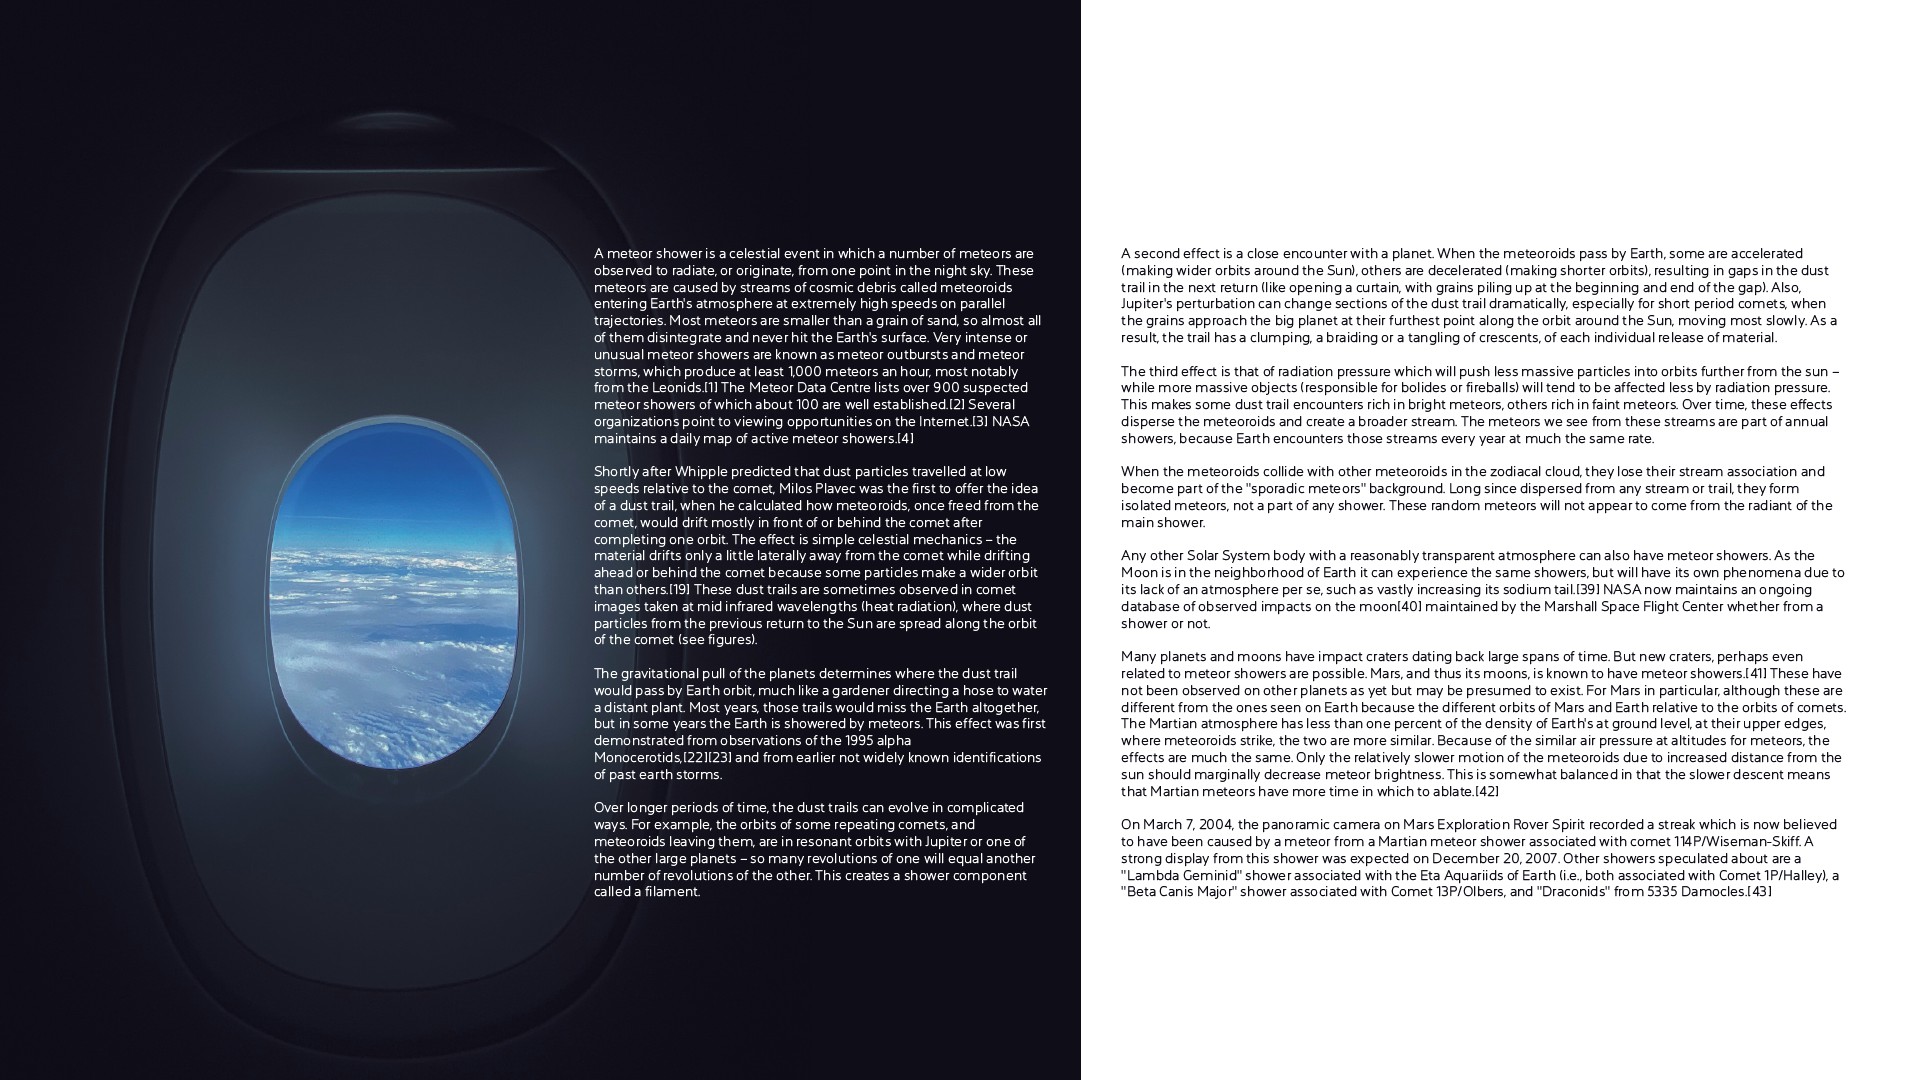 A meteor shower is a celestial event in which a number of meteors are
observed to radiate, or originate, from one point in the night sky. These
meteors are caused by streams of cosmic debris called meteoroids
entering Earth's atmosphere at extremely high speeds on parallel
trajectories. Most meteors are smaller than a grain of sand, so almost all
of them disintegrate and never hit the Earth's surface. Very intense or
unusual meteor showers are known as meteor outbursts and meteor
storms, which produce at least 1,000 meteors an hour, most notably
from the Leonids.[1] The Meteor Data Centre lists over 900 suspected
meteor showers of which about 100 are well established.[2] Several
organizations point to viewing opportunities on the Internet.[3] NASA
maintains a daily map of active meteor showers.[4]
Shortly after Whipple predicted that dust particles travelled at low
speeds relative to the comet, Milos Plavec was the first to offer the idea
of a dust trail, when he calculated how meteoroids, once freed from the
comet, would drift mostly in front of or behind the comet after
completing one orbit. The effect is simple celestial mechanics – the
material drifts only a little laterally away from the comet while drifting
ahead or behind the comet because some particles make a wider orbit
than others.[19] These dust trails are sometimes observed in comet
images taken at mid infrared wavelengths (heat radiation), where dust
particles from the previous return to the Sun are spread along the orbit
of the comet (see figures).
The gravitational pull of the planets determines where the dust trail
would pass by Earth orbit, much like a gardener directing a hose to water
a distant plant. Most years, those trails would miss the Earth altogether,
but in some years the Earth is showered by meteors. This effect was first
demonstrated from observations of the 1995 alpha
Monocerotids,[22][23] and from earlier not widely known identifications
of past earth storms.
Over longer periods of time, the dust trails can evolve in complicated
ways. For example, the orbits of some repeating comets, and
meteoroids leaving them, are in resonant orbits with Jupiter or one of
the other large planets – so many revolutions of one will equal another
number of revolutions of the other. This creates a shower component
called a filament.
A second effect is a close encounter with a planet. When the meteoroids pass by Earth, some are accelerated
(making wider orbits around the Sun), others are decelerated (making shorter orbits), resulting in gaps in the dust
trail in the next return (like opening a curtain, with grains piling up at the beginning and end of the gap). Also,
Jupiter's perturbation can change sections of the dust trail dramatically, especially for short period comets, when
the grains approach the big planet at their furthest point along the orbit around the Sun, moving most slowly. As a
result, the trail has a clumping, a braiding or a tangling of crescents, of each individual release of material.
The third effect is that of radiation pressure which will push less massive particles into orbits further from the sun –
while more massive objects (responsible for bolides or fireballs) will tend to be affected less by radiation pressure.
This makes some dust trail encounters rich in bright meteors, others rich in faint meteors. Over time, these effects
disperse the meteoroids and create a broader stream. The meteors we see from these streams are part of annual
showers, because Earth encounters those streams every year at much the same rate.
When the meteoroids collide with other meteoroids in the zodiacal cloud, they lose their stream association and
become part of the "sporadic meteors" background. Long since dispersed from any stream or trail, they form
isolated meteors, not a part of any shower. These random meteors will not appear to come from the radiant of the
main shower.
Any other Solar System body with a reasonably transparent atmosphere can also have meteor showers. As the
Moon is in the neighborhood of Earth it can experience the same showers, but will have its own phenomena due to
its lack of an atmosphere per se, such as vastly increasing its sodium tail.[39] NASA now maintains an ongoing
database of observed impacts on the moon[40] maintained by the Marshall Space Flight Center whether from a
shower or not.
Many planets and moons have impact craters dating back large spans of time. But new craters, perhaps even
related to meteor showers are possible. Mars, and thus its moons, is known to have meteor showers.[41] These have
not been observed on other planets as yet but may be presumed to exist. For Mars in particular, although these are
different from the ones seen on Earth because the different orbits of Mars and Earth relative to the orbits of comets.
The Martian atmosphere has less than one percent of the density of Earth's at ground level, at their upper edges,
where meteoroids strike, the two are more similar. Because of the similar air pressure at altitudes for meteors, the
effects are much the same. Only the relatively slower motion of the meteoroids due to increased distance from the
sun should marginally decrease meteor brightness. This is somewhat balanced in that the slower descent means
that Martian meteors have more time in which to ablate.[42]
On March 7, 2004, the panoramic camera on Mars Exploration Rover Spirit recorded a streak which is now believed
to have been caused by a meteor from a Martian meteor shower associated with comet 114P/Wiseman-Skiff. A
strong display from this shower was expected on December 20, 2007. Other showers speculated about are a
"Lambda Geminid" shower associated with the Eta Aquariids of Earth (i.e., both associated with Comet 1P/Halley), a
"Beta Canis Major" shower associated with Comet 13P/Olbers, and "Draconids" from 5335 Damocles.[43]